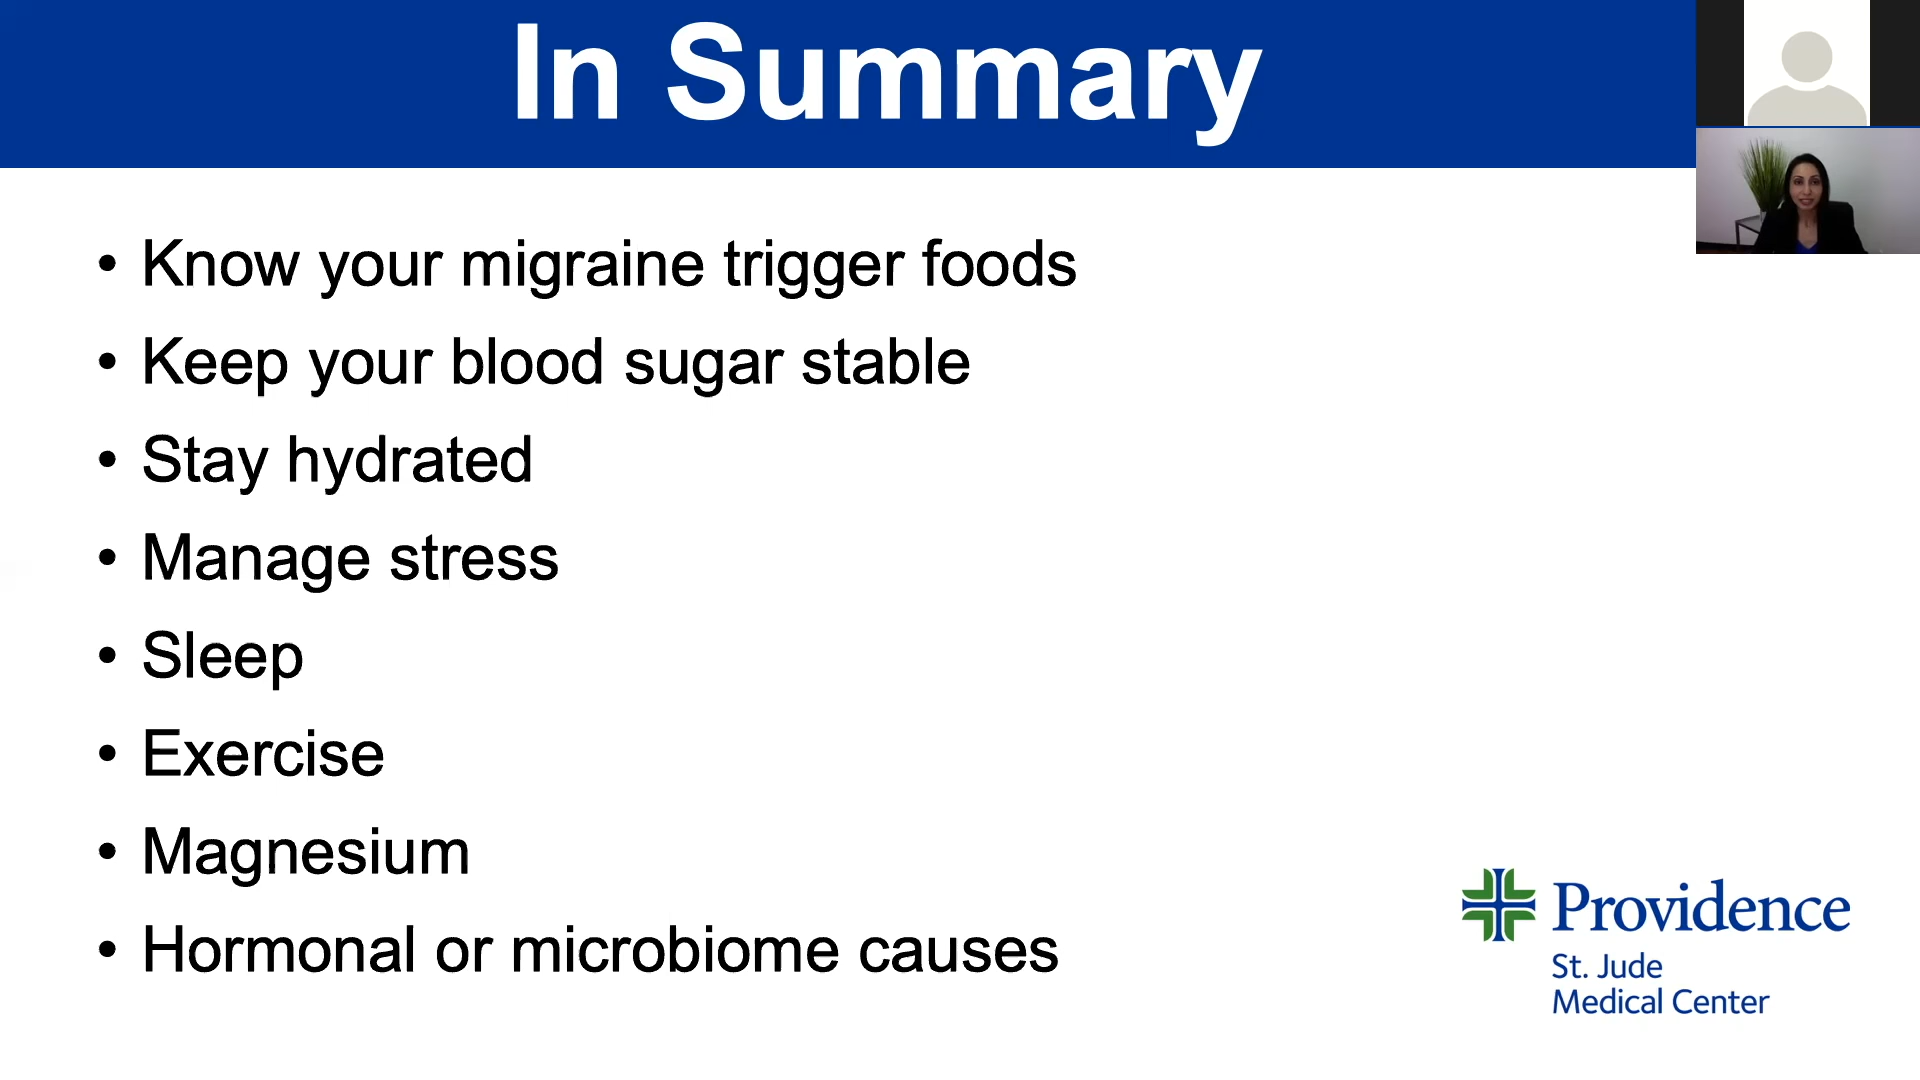 In Summary
• Know your migraine trigger foods
• Keep your blood sugar stable
• Stay hydrated
• Manage stress
• Sleep
• Exercise
• Magnesium
• Hormonal or microbiome causes
Providence
St. Jude
Medical Center